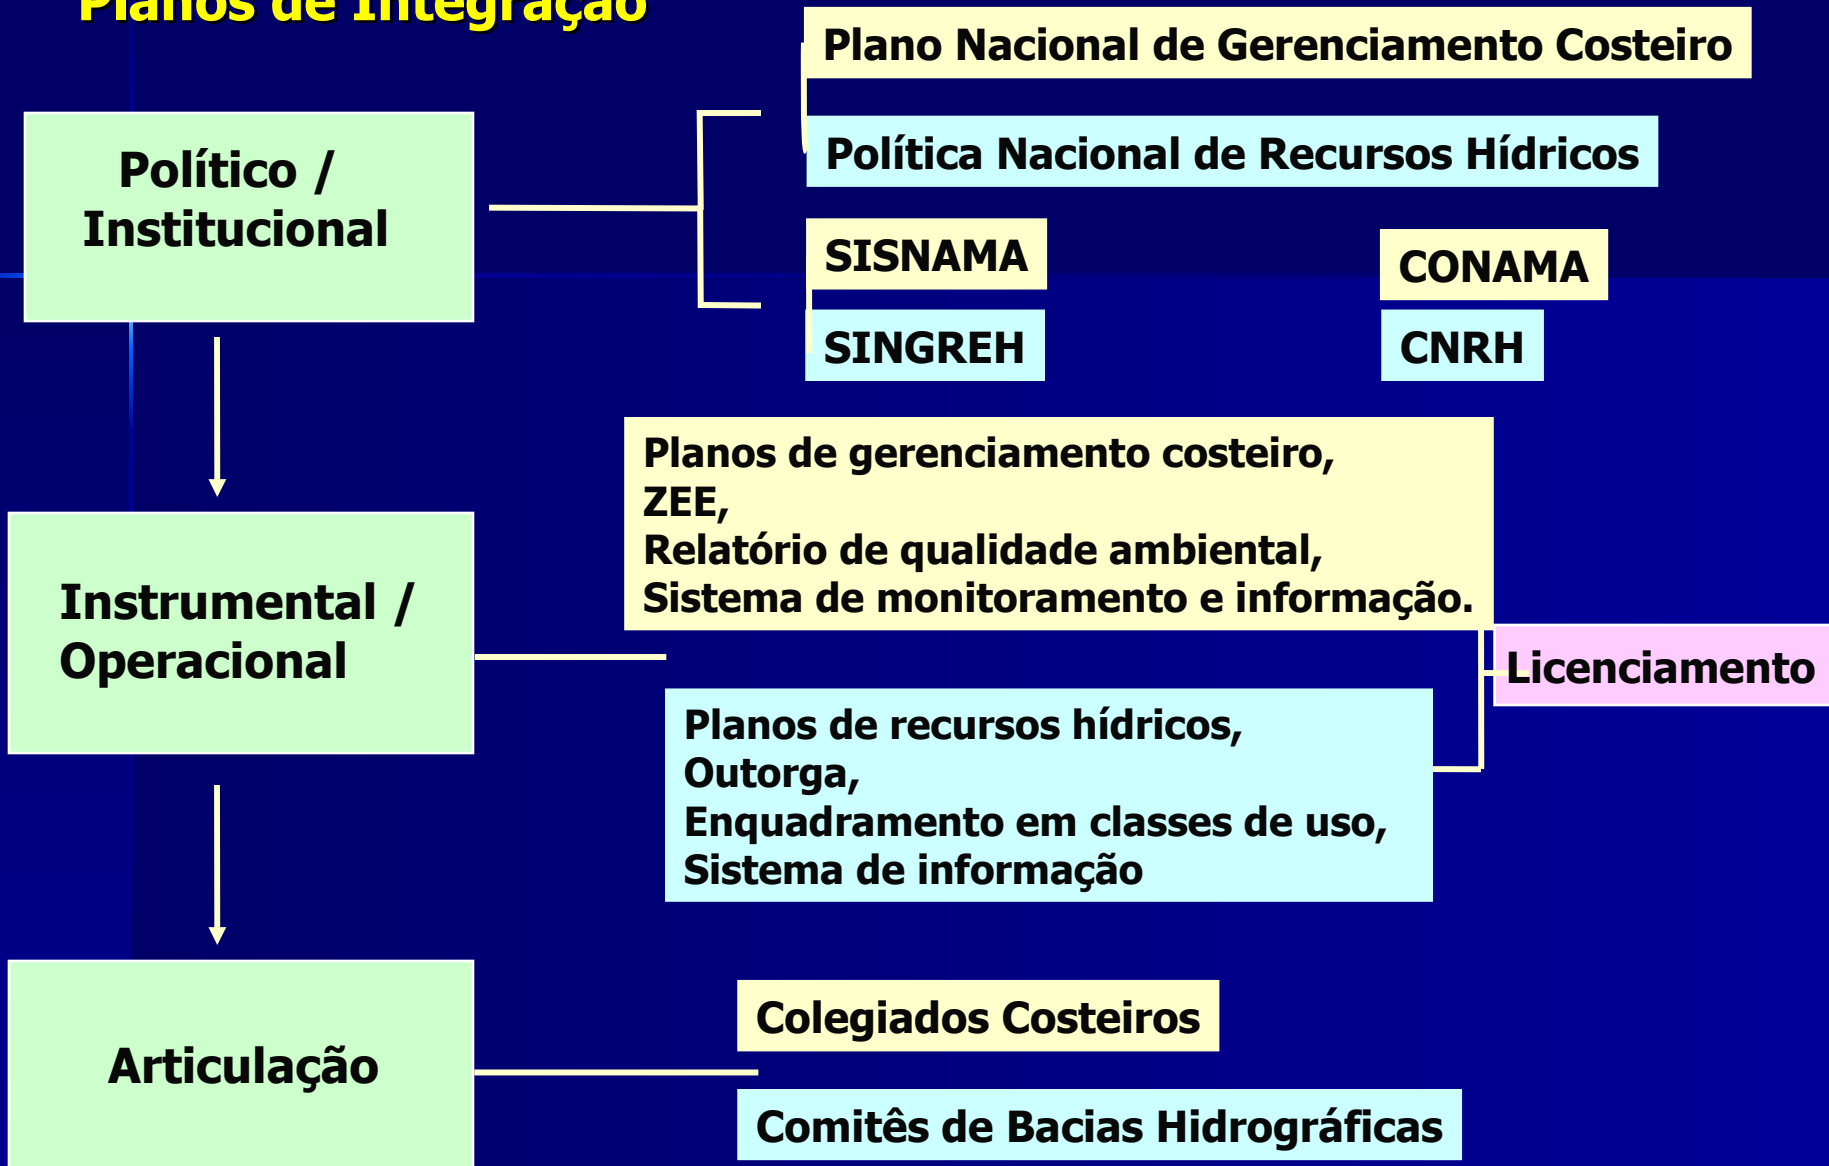 Planos de Integração
Plano Nacional de Gerenciamento Costeiro
Político /
Institucional
Política Nacional de Recursos Hídricos
SISNAMA
CONAMA
SINGREH
CNRH
Instrumental /
Operacional
Planos de gerenciamento costeiro,
ZEE,
Relatório de qualidade ambiental,
Sistema de monitoramento e informação.
Licenciamento
Planos de recursos hídricos,
Outorga,
Enquadramento em classes de uso,
Sistema de informação
Articulação
Colegiados Costeiros
Comitês de Bacias Hidrográficas